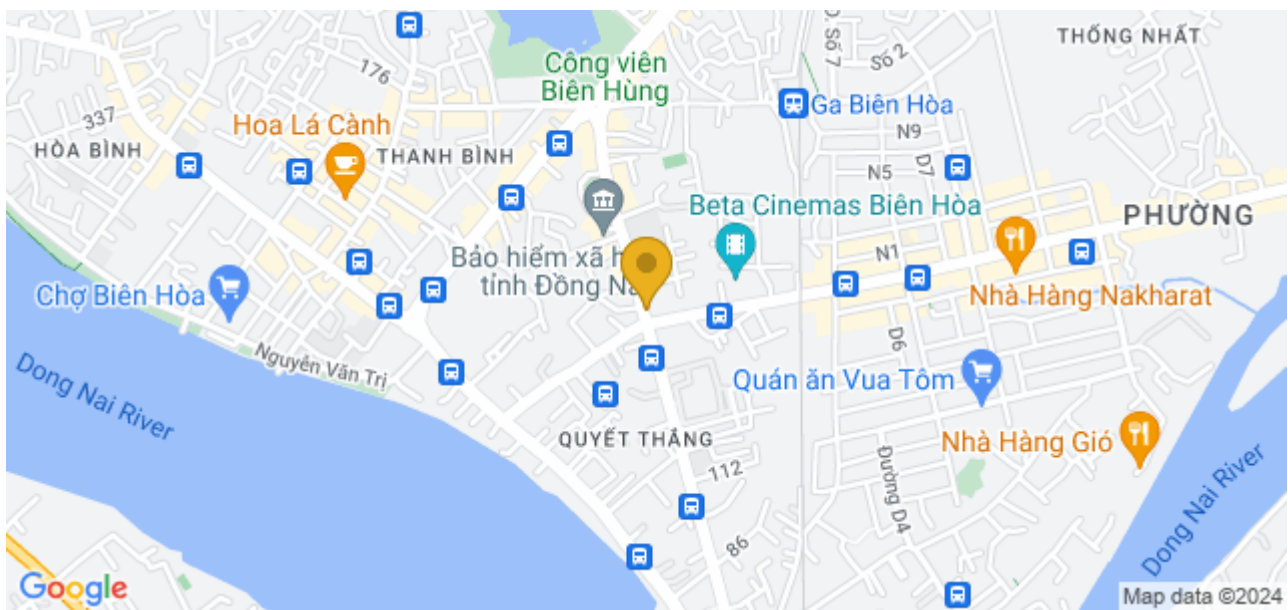 D. Số 7
Số 2
THỐNG NHẤT
Công viên
Biên Hùng
176
337
Ga Biên Hòa
Hoa Lá Cành
N9
HÒA BÌNH
THANH BÌNH
D7
N5
Beta Cinemas Biên Hòa
PHƯỜNG
N1
Bảo hiểm xã h
tỉnh Đồng Na
Chợ Biên Hòa
Nhà Hàng Nakharat
Nguyễn Văn Trị
D6
Dong Nai River
Quán ăn Vua Tôm
QUYẾT THẮNG
Nhà Hàng Gió
112
Đường D4
Dong Nai River
86
Google
Map data ©2024